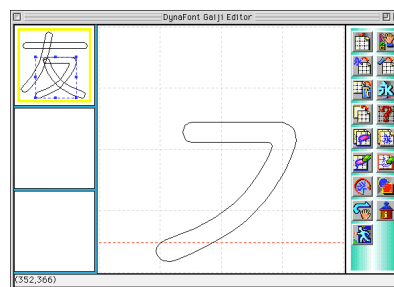 DynaFont Gaiji Editor
友
フ
永
?
(352,366)